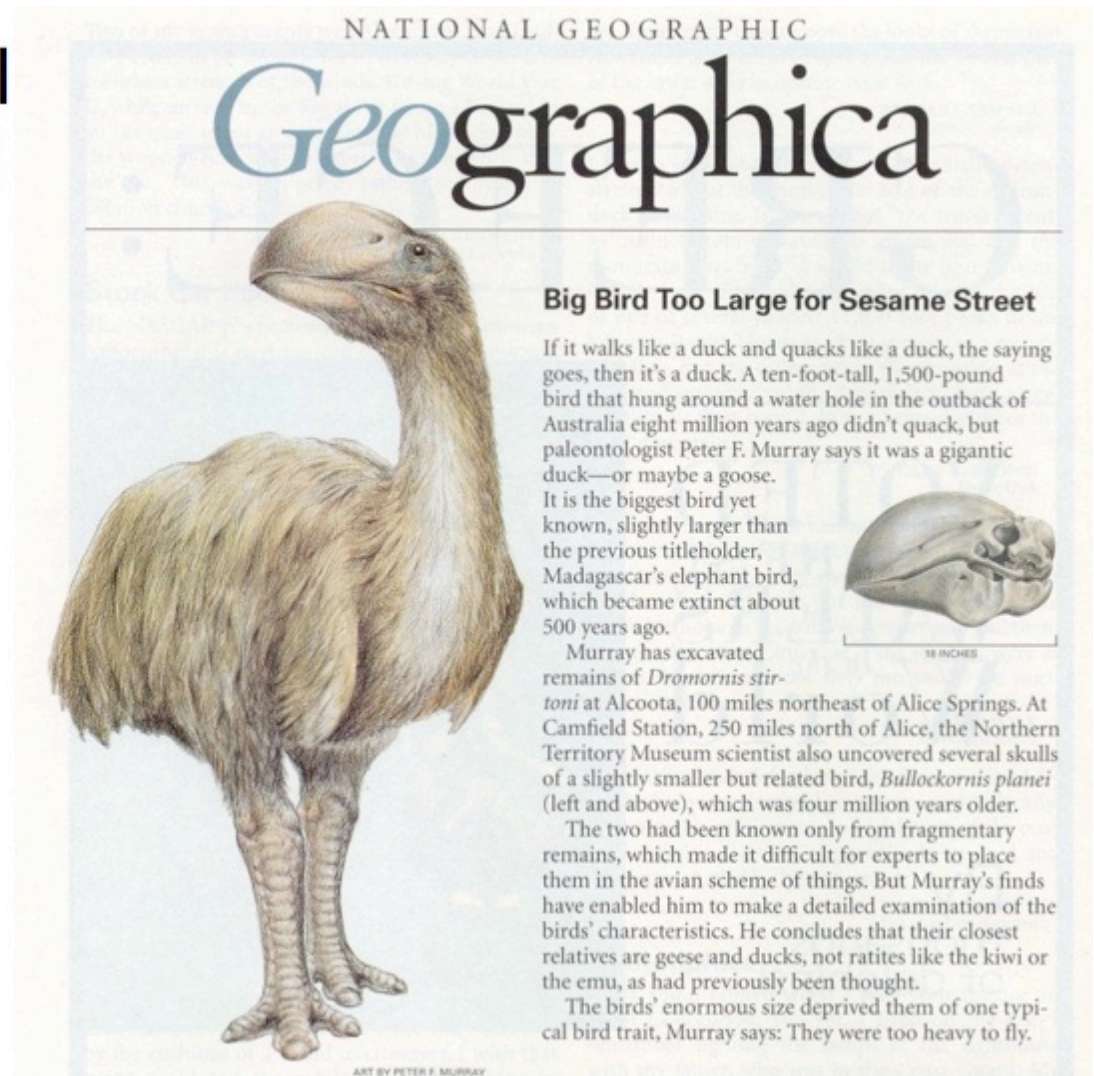 NATIONAL GEOGRAPHIC
Geographica
Big Bird Too Large for Sesame Street
If it walks like a duck and quacks like a duck, the saying
goes, then it's a duck. A ten-foot-tall, 1,500-pound
bird that hung around a water hole in the outback of
Australia eight million years ago didn't quack, but
paleontologist Peter F. Murray says it was a gigantic
duck—or maybe a goose.
It is the biggest bird yet
known, slightly larger than
the previous titleholder,
Madagascar's elephant bird,
which became extinct about
500 years ago.
18 INCHES
Murray has excavated
remains of Dromornis stir-
toni at Alcoota, 100 miles northeast of Alice Springs. At
Camfield Station, 250 miles north of Alice, the Northern
Territory Museum scientist also uncovered several skulls
of a slightly smaller but related bird, Bullockornis planei
(left and above), which was four million years older.
The two had been known only from fragmentary
remains, which made it difficult for experts to place
them in the avian scheme of things. But Murray's finds
have enabled him to make a detailed examination of the
birds' characteristics. He concludes that their closest
relatives are geese and ducks, not ratites like the kiwi or
the emu, as had previously been thought.
The birds' enormous size deprived them of one typi-
cal bird trait, Murray says: They were too heavy to fly.
ART BY PETER F. MURRAY